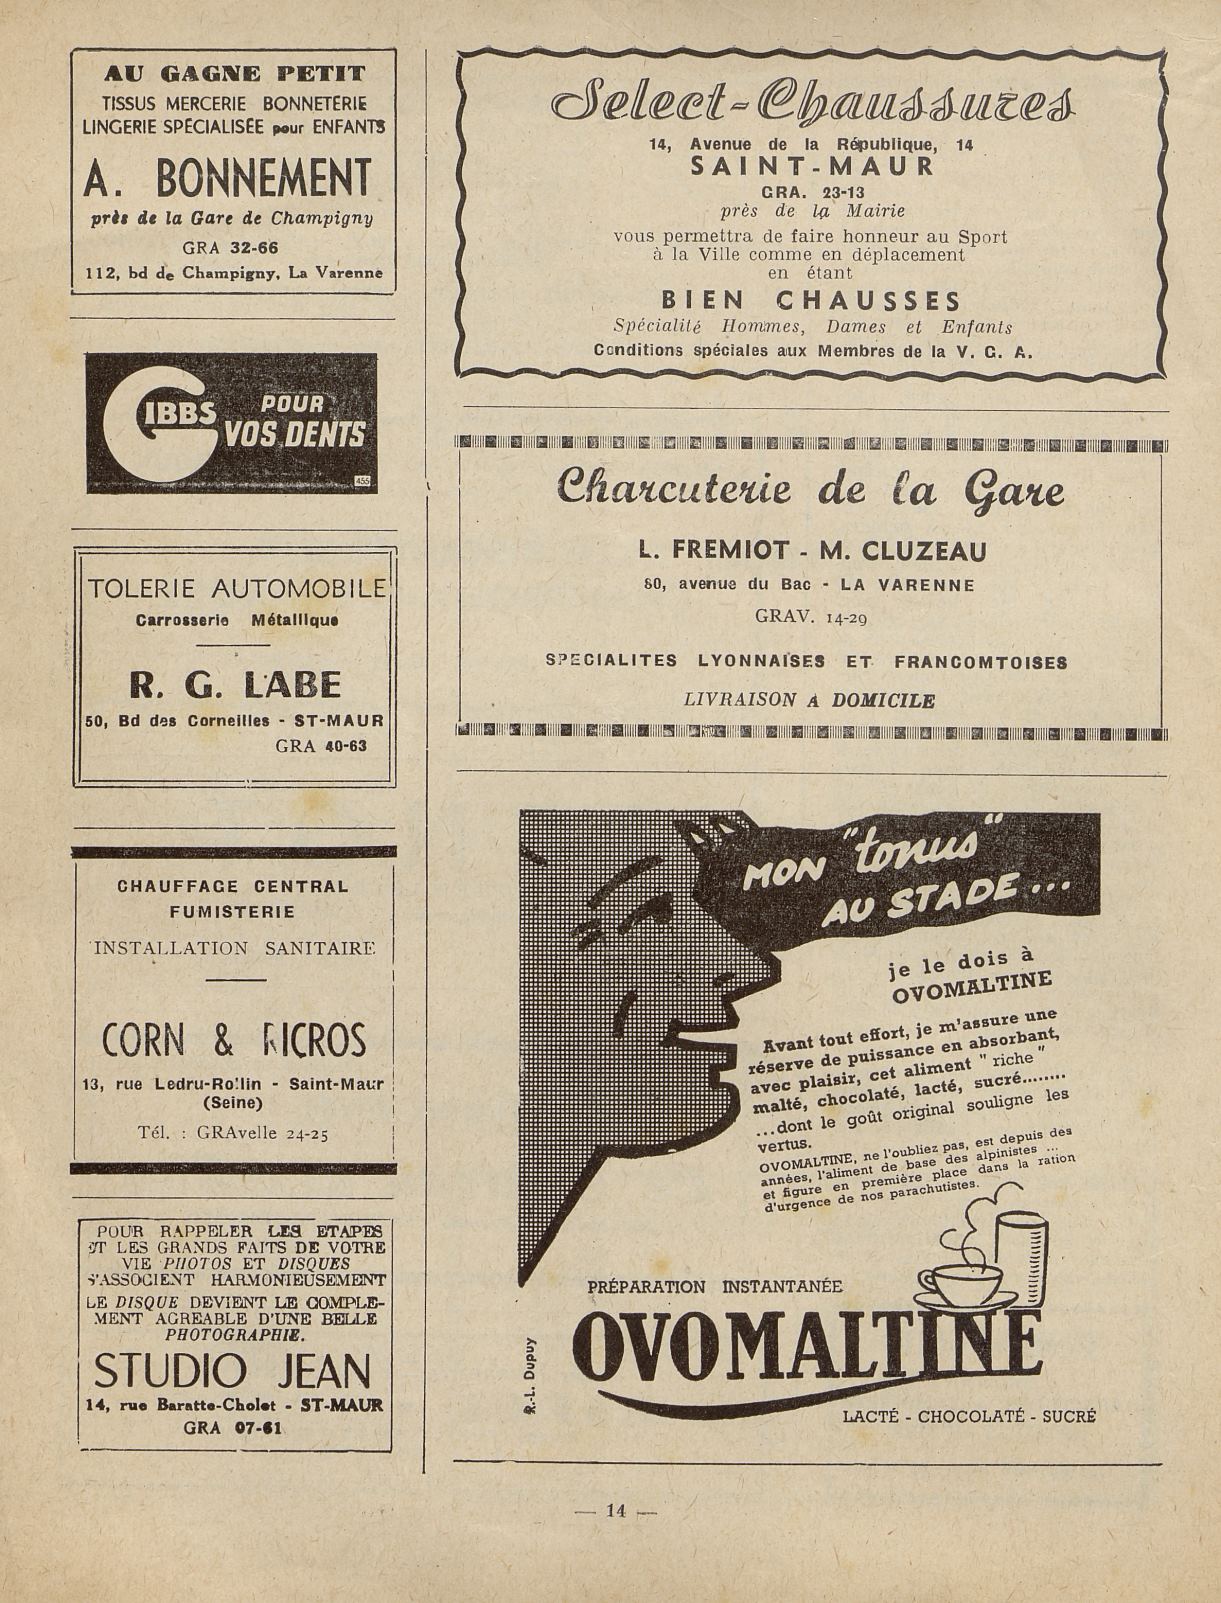 AU GAGNE PETIT
TISSUS MERCERIE BONNETERIE
LINGERIE SPÉCIALISÉE pour ENFANTS
A. BONNEMENT
près de la Gare de Champigny
GRA 32-66
112, bd de Champigny, La Varenne
GIBBS POUR
VOS DENTS
455
TOLERIE AUTOMOBILE
Carrosserie Métallique
R. G. LABE
50, Bd des Corneilles - ST-MAUR
GRA 40-63
CHAUFFAGE CENTRAL
FUMISTERIE
INSTALLATION SANITAIRE
CORN & RICROS
13, rue Ledru-Rollin - Saint-Maur
(Seine)
Tél. : GRAvelle 24-25
POUR RAPPELER LES ETAPES
ET LES GRANDS FAITS DE VOTRE
VIE PHOTOS ET DISQUES
S'ASSOCIENT HARMONIEUSEMENT
LE DISQUE DEVIENT LE COMPLE-
MENT AGREABLE D'UNE BELLE
PHOTOGRAPHIE.
STUDIO JEAN
14, rue Baratte-Cholet - ST-MAUR
GRA 07-61
Select-Chaussures
14, Avenue de la République, 14
SAINT-MAUR
GRA. 23-13
près de la Mairie
vous permettra de faire honneur au Sport
à la Ville comme en déplacement
en étant
BIEN CHAUSSES
Spécialité Hommes, Dames et Enfants
Conditions spéciales aux Membres de la V. G. A.
Charcuterie de la Gare
L. FREMIOT - M. CLUZEAU
80, avenue du Bac - LA VARENNE
GRAV. 14-29
SPECIALITES LYONNAISES ET FRANCOMTOISES
LIVRAISON A DOMICILE
MON "tonus"
AU STADE...
je le dois à
OVOMALTINE
Avant tout effort, je m'assure une
réserve de puissance en absorbant,
avec plaisir, cet aliment "riche"
malté, chocolaté, lacté, sucré........
...dont le goût original souligne les
vertus.
OVOMALTINE, ne l'oubliez pas, est depuis des
années, l'aliment de base des alpinistes ...
et figure en première place dans la ration
d'urgence de nos parachutistes.
PRÉPARATION INSTANTANÉE
OVOMALTINE
R.-L. Dupuy
LACTÉ - CHOCOLATÉ - SUCRÉ
— 14 —